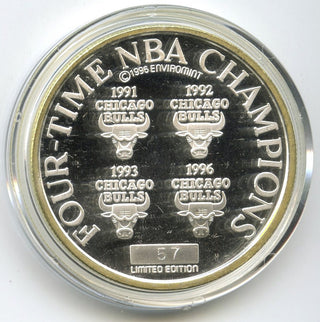 FOUR-TIME NBA CHAMPIONS
©1996 ENVIROMINT
1991 1992
CHICAGO CHICAGO
BULLS BULLS
1993 1996
CHICAGO CHICAGO
BULLS BULLS
57
LIMITED EDITION